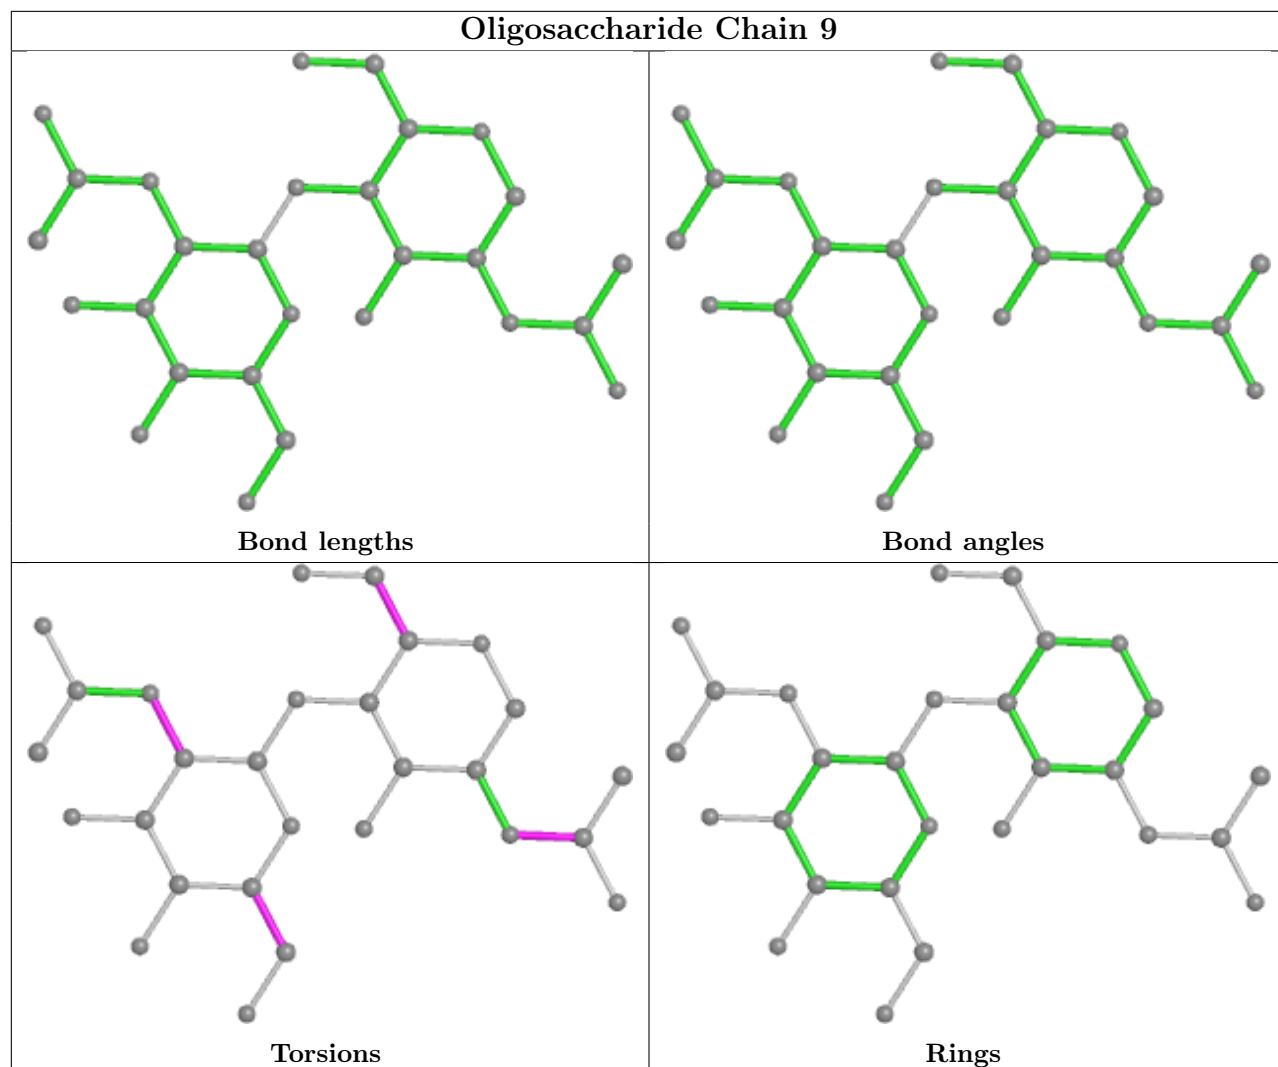 Oligosaccharide Chain 9
Bond lengths
Bond angles
Torsions
Rings